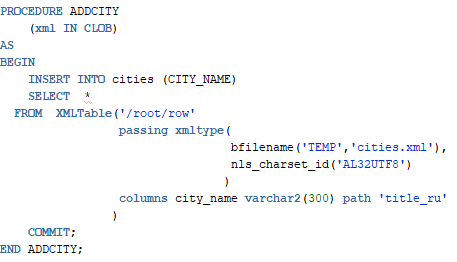 PROCEDURE ADDCITY
(xml IN CLOB)
AS
BEGIN
INSERT INTO cities (CITY_NAME)
SELECT *
FROM XMLTable('/root/row'
passing xmltype(
bfilename('TEMP','cities.xml'),
nls_charset_id('AL32UTF8')
)
columns city_name varchar2(300) path 'title_ru'
)
COMMIT;
END ADDCITY;